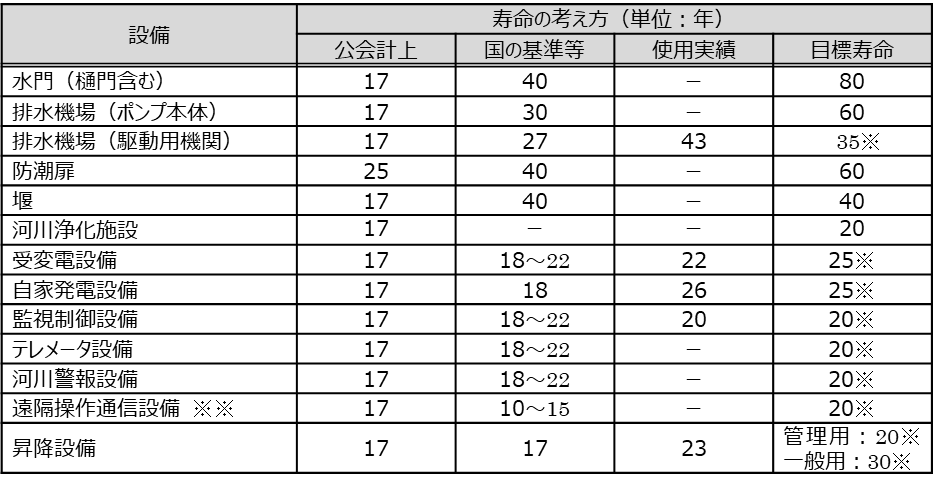 設備 寿命の考え方（単位：年）
公会計上 国の基準等 使用実績 目標寿命
水門（樋門含む） 17 40 － 80
排水機場（ポンプ本体） 17 30 － 60
排水機場（駆動用機関） 17 27 43 35※
防潮扉 25 40 － 60
堰 17 40 － 40
河川浄化施設 17 － － 20
受変電設備 17 18～22 22 25※
自家発電設備 17 18 26 25※
監視制御設備 17 18～22 20 20※
テレメータ設備 17 18～22 － 20※
河川警報設備 17 18～22 － 20※
遠隔操作通信設備 ※※ 17 10～15 － 20※
昇降設備 17 17 23 管理用：20※
一般用：30※